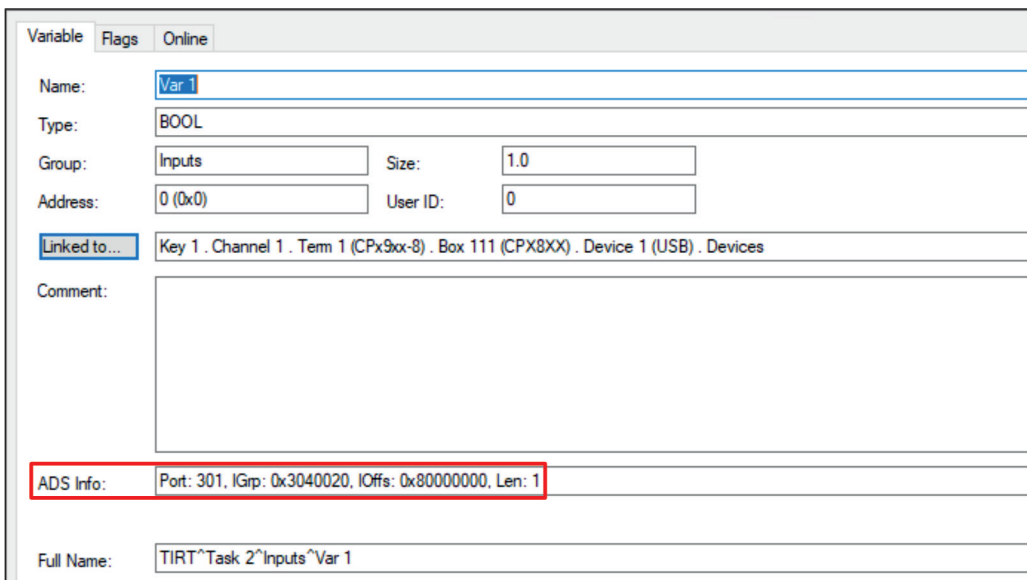 Variable Flags Online
Name: Var 1
Type: BOOL
Group: Inputs Size: 1.0
Address: 0 (0x0) User ID: 0
Linked to... Key 1 . Channel 1 . Term 1 (CPx9xx-8) . Box 111 (CPX8XX) . Device 1 (USB) . Devices
Comment:
ADS Info: Port: 301, IGrp: 0x3040020, IOffs: 0x80000000, Len: 1
Full Name: TIRT^Task 2^Inputs^Var 1